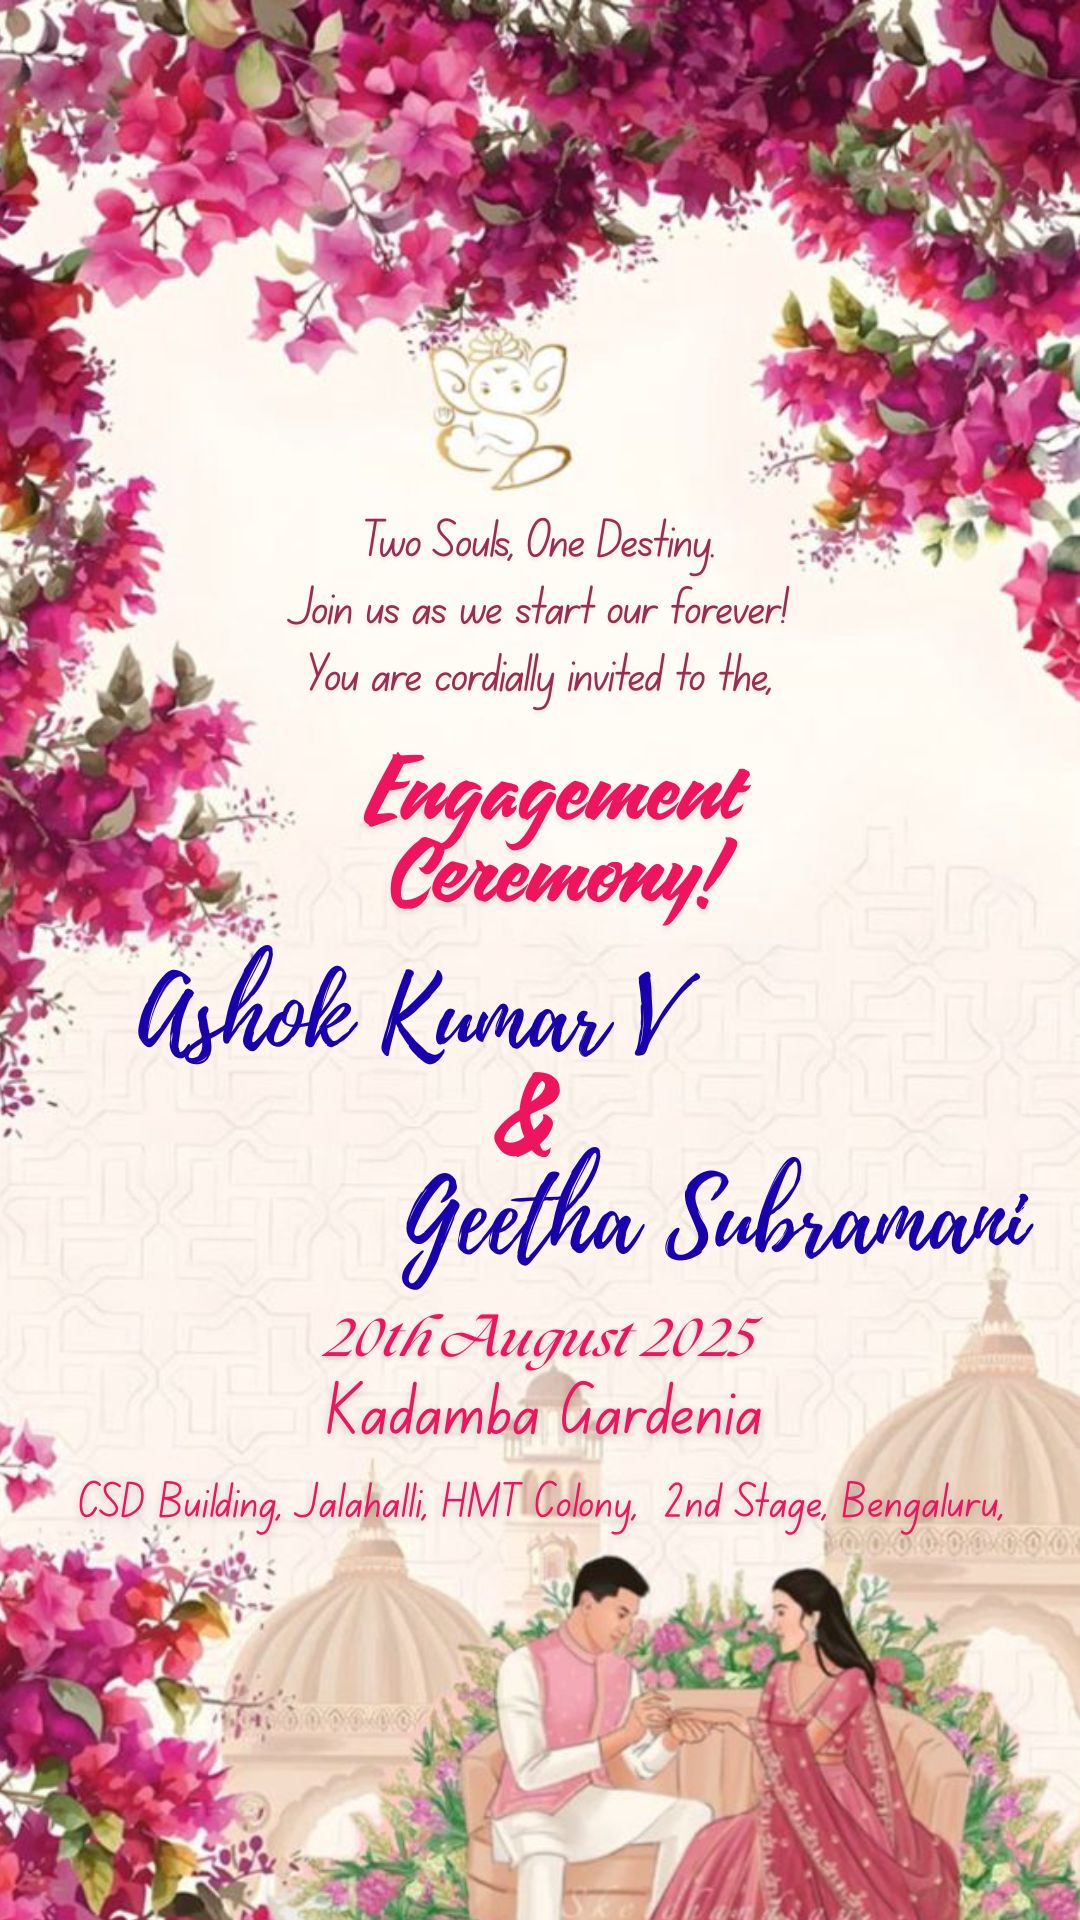 Two Souls, One Destiny.
Join us as we start our forever!
You are cordially invited to the,
Engagement
Ceremony!
Ashok Kumar V
&
Geetha Subramani
20th August 2025
Kadamba Gardenia
CSD Building, Jalahalli, HMT Colony, 2nd Stage, Bengaluru,